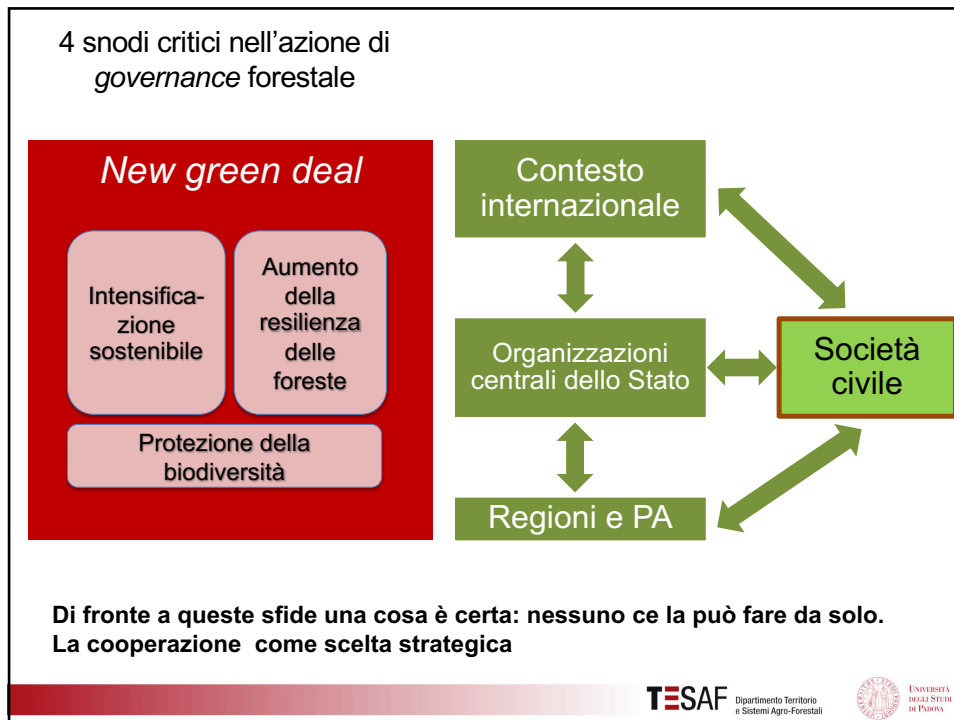 4 snodi critici nell'azione di
governance forestale
New green deal
Intensifica-
zione
sostenibile
Aumento
della
resilienza
delle
foreste
Protezione della
biodiversità
Contesto
internazionale
Organizzazioni
centrali dello Stato
Regioni e PA
Società
civile
Di fronte a queste sfide una cosa è certa: nessuno ce la può fare da solo.
La cooperazione come scelta strategica
TESAF
Dipartimento Territorio
e Sistemi Agro-Forestali
UNIVERSITÀ
DEGLI STUDI
DI PADOVA